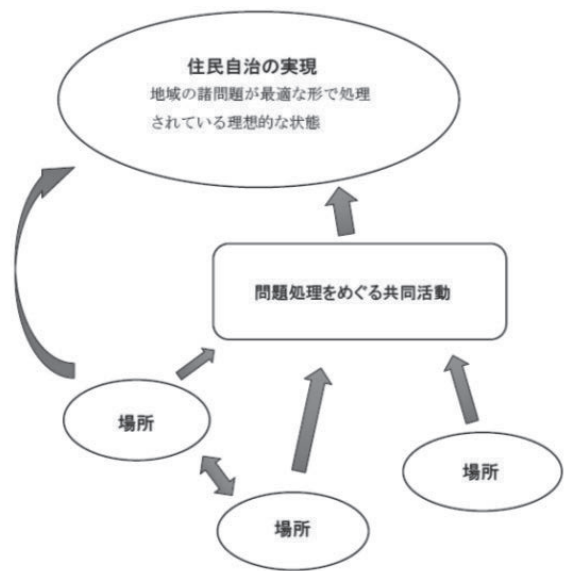 住民自治の実現
地域の諸問題が最適な形で処理
されている理想的な状態
問題処理をめぐる共同活動
場所
場所
場所